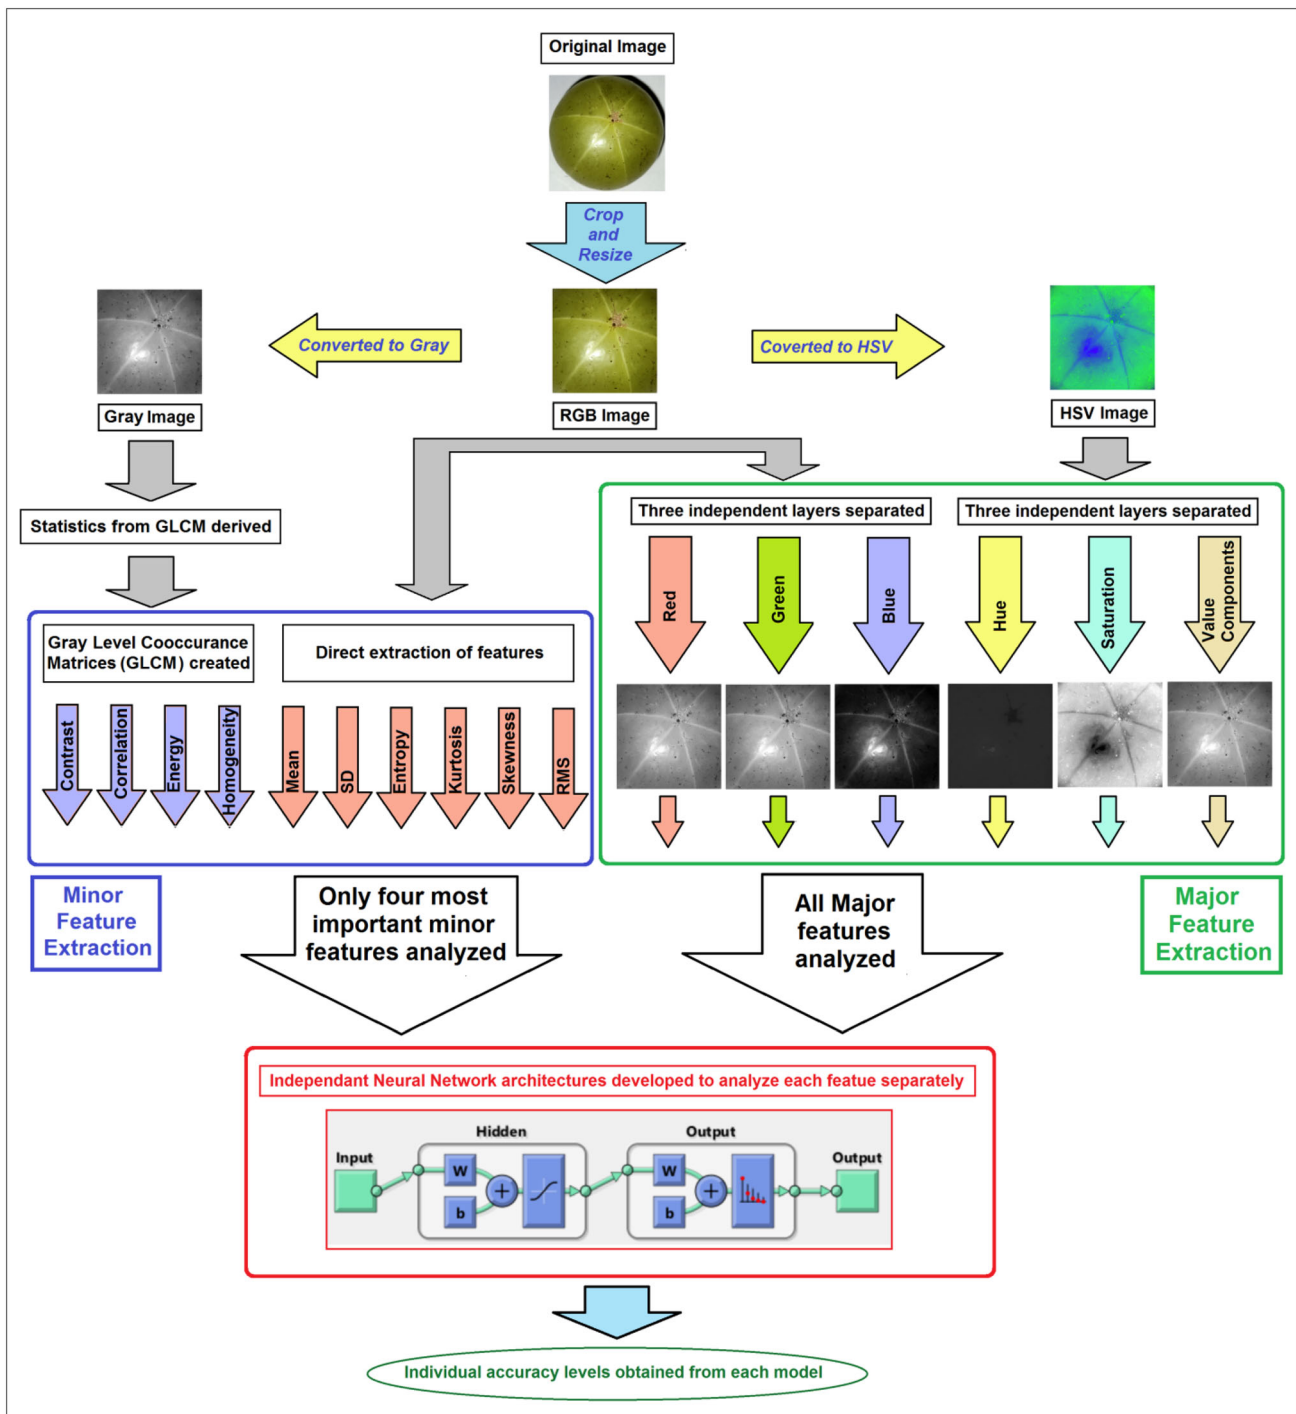 Original Image
Crop
and
Resize
Converted to Gray
Coverted to HSV
Gray Image
RGB Image
HSV Image
Statistics from GLCM derived
Three independent layers separated
Three independent layers separated
Red
Green
Blue
Hue
Saturation
Value
Components
Gray Level Cooccurance
Matrices (GLCM) created
Direct extraction of features
Contrast
Correlation
Energy
Homogeneity
Mean
SD
Entropy
Kurtosis
Skewness
RMS
Minor
Feature
Extraction
Only four most
important minor
features analyzed
All Major
features
analyzed
Major
Feature
Extraction
Independant Neural Network architectures developed to analyze each featue separately
Hidden
Output
Input
Output
W
b
+
W
b
+
Individual accuracy levels obtained from each model